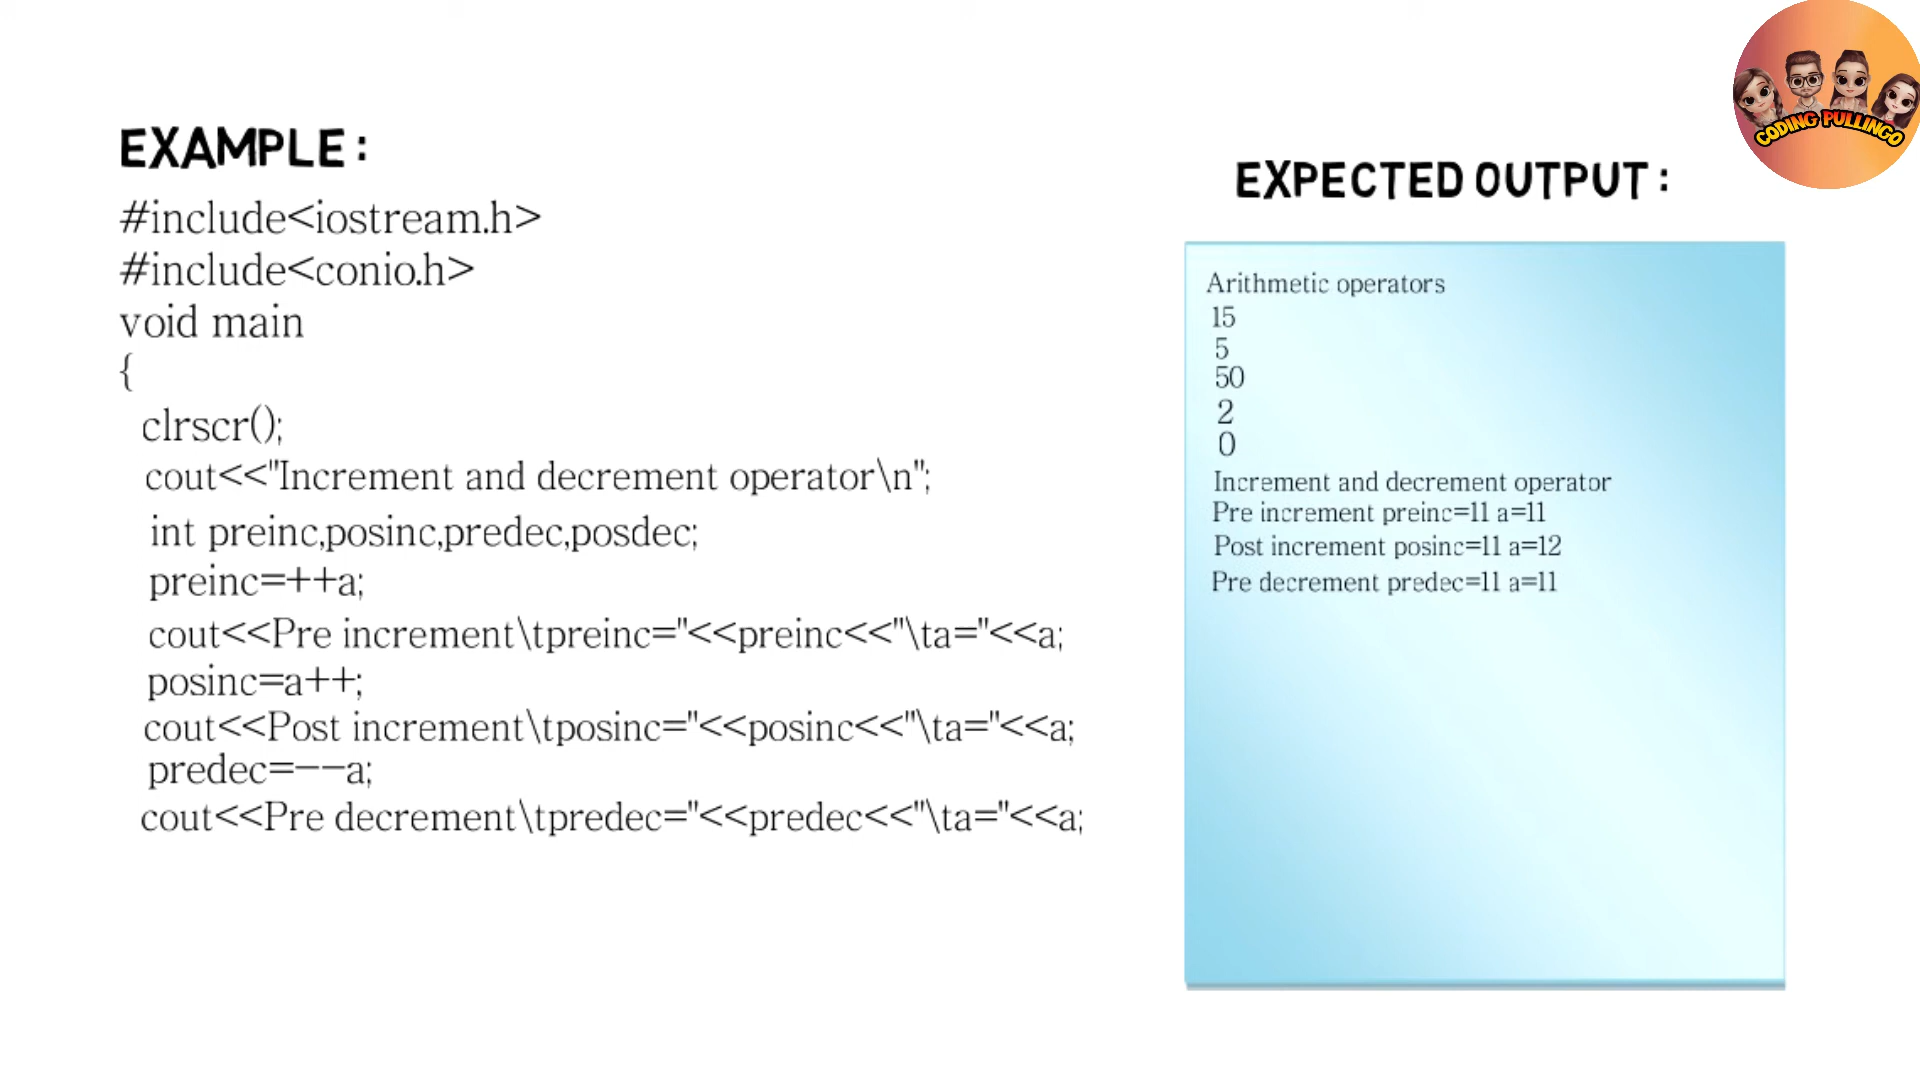 CODING PULLINGO
EXAMPLE :
#include<iostream.h>
#include<conio.h>
void main
{
clrscr();
cout<<"Increment and decrement operator\n";
int preinc,posinc,predec,posdec;
preinc=++a;
cout<<Pre increment\tpreinc="<<preinc<<"\ta="<<a;
posinc=a++;
cout<<Post increment\tposinc="<<posinc<<"\ta="<<a;
predec=--a;
cout<<Pre decrement\tpredec="<<predec<<"\ta="<<a;
EXPECTED OUTPUT :
Arithmetic operators
15
5
50
2
0
Increment and decrement operator
Pre increment preinc=11 a=11
Post increment posinc=11 a=12
Pre decrement predec=11 a=11